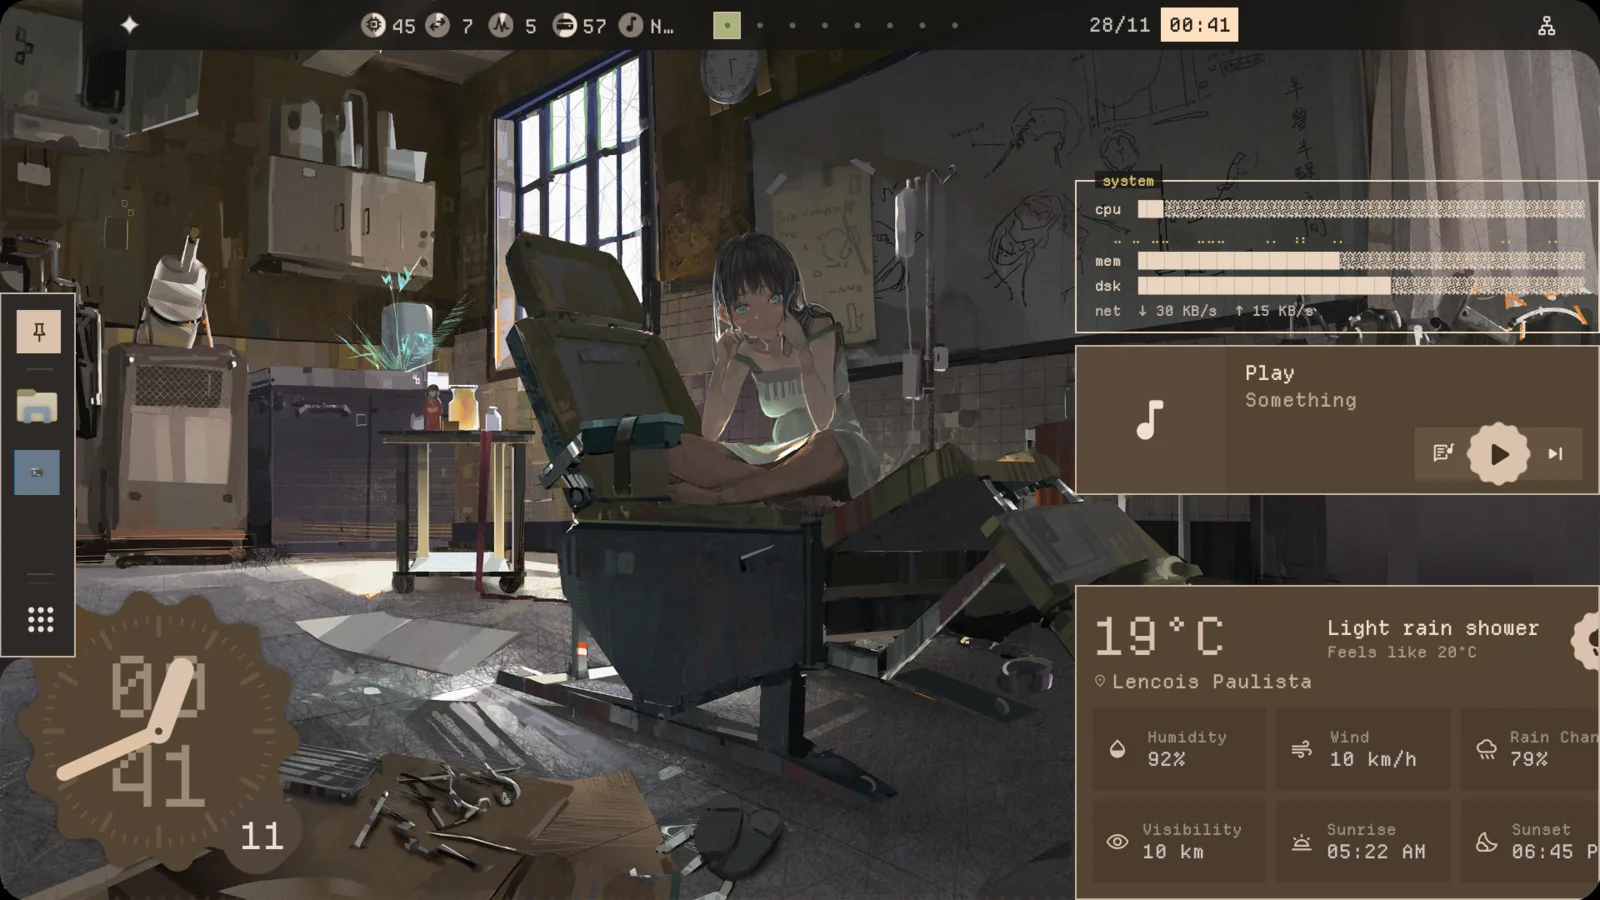 45 7 5 57 N…
28/11 00:41
system
cpu
mem
dsk
net ↓ 30 KB/s ↑ 15 KB/s
Play
Something
19°C
Light rain shower
Feels like 20°C
Lencois Paulista
Humidity
92%
Wind
10 km/h
Rain Chan
79%
Visibility
10 km
Sunrise
05:22 AM
Sunset
06:45 P
00
41
11